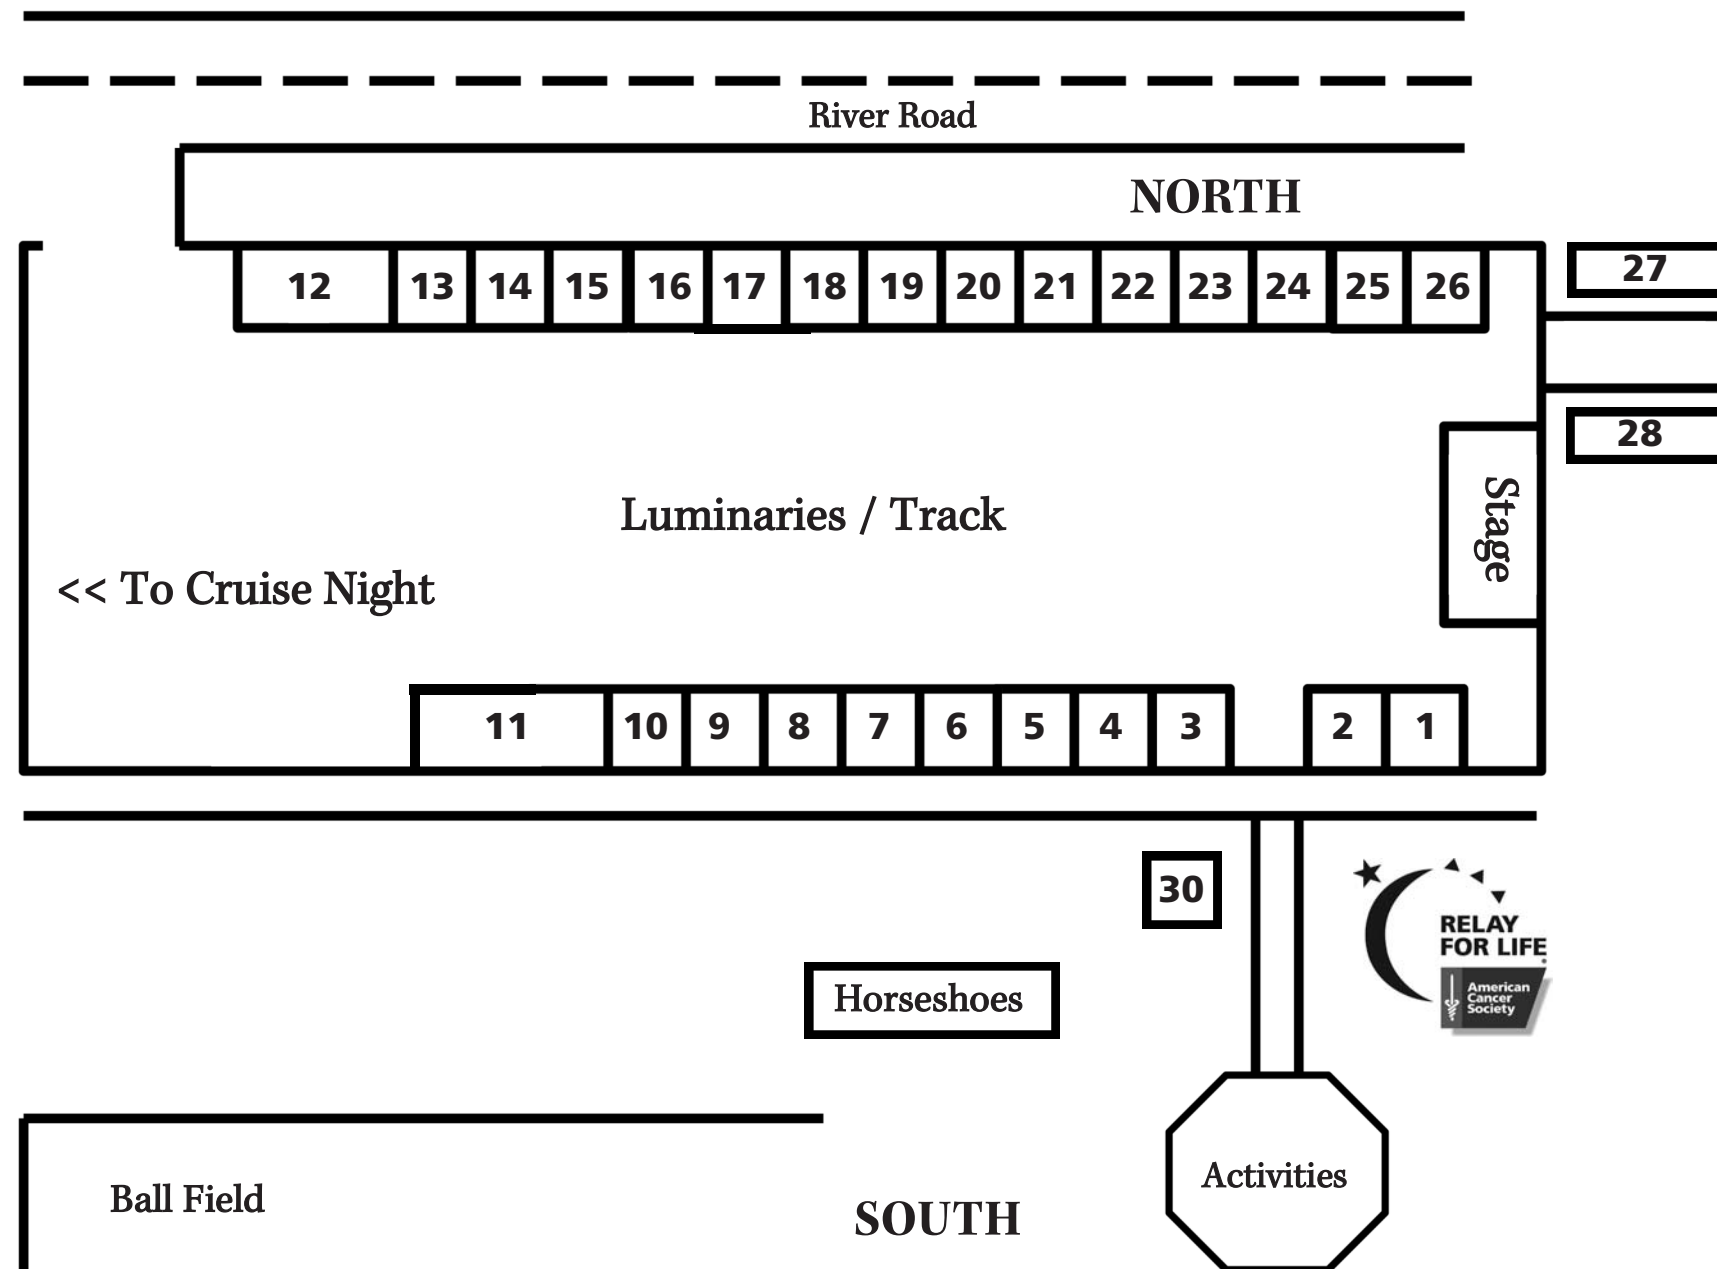 River Road
NORTH
12 13 14 15 16 17 18 19 20 21 22 23 24 25 26
27
28
Stage
Luminaries / Track
<< To Cruise Night
11 10 9 8 7 6 5 4 3 2 1
30
RELAY
FOR LIFE
American
Cancer
Society
Horseshoes
Activities
Ball Field
SOUTH